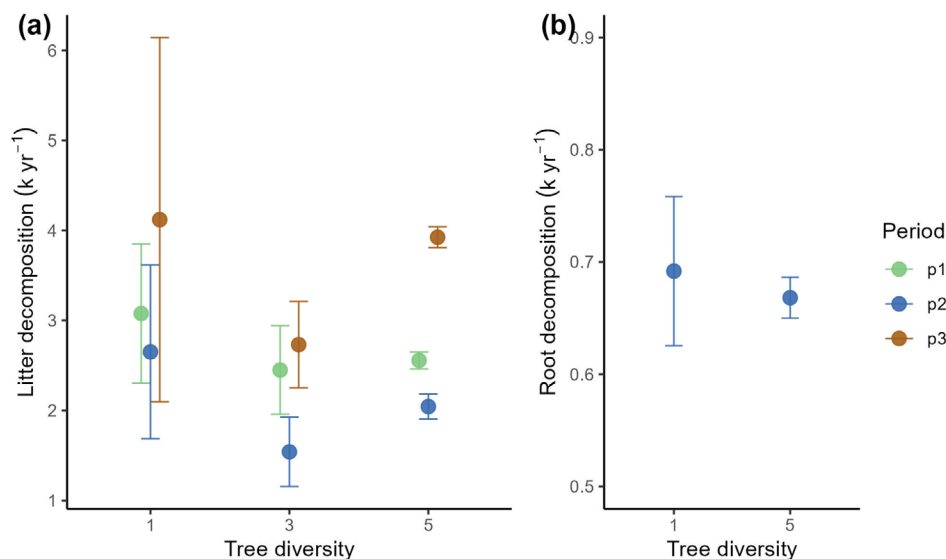 (a)
Litter decomposition (k yr⁻¹)
6
5
4
3
2
1
1 3 5
Tree diversity
(b)
Root decomposition (k yr⁻¹)
0.9
0.8
0.7
0.6
0.5
1 5
Tree diversity
Period
p1
p2
p3